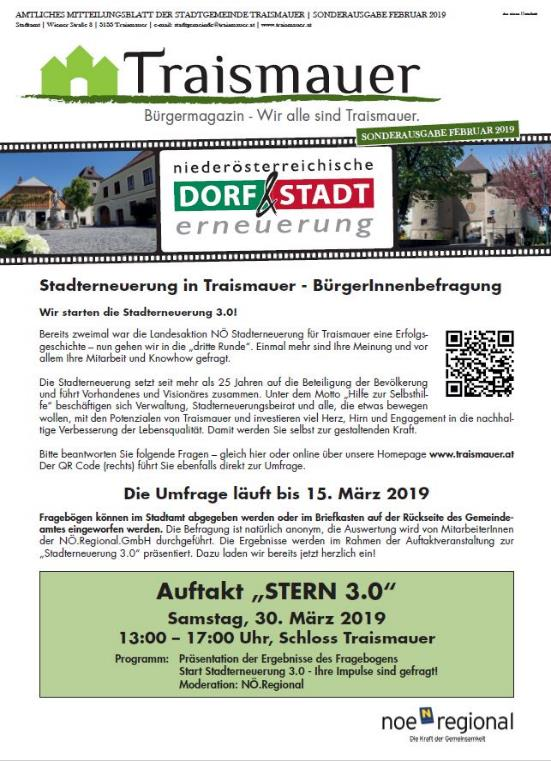 AMTLICHES MITTEILUNGSBLATT DER STADTGEMEINDE TRAISMAUER | SONDERAUSGABE FEBRUAR 2019
Stadtamt | Wiener Straße 8 | 3133 Traismauer | e-mail: stadtgemeinde@traismauer.at | www.traismauer.at
Traismauer
Bürgermagazin - Wir alle sind Traismauer.
SONDERAUSGABE FEBRUAR 2019
niederösterreichische
DORF & STADT
erneuerung
Stadterneuerung in Traismauer - BürgerInnenbefragung
Wir starten die Stadterneuerung 3.0!
Bereits zweimal war die Landesaktion NÖ Stadterneuerung für Traismauer eine Erfolgs-
geschichte – nun gehen wir in die „dritte Runde“. Einmal mehr sind Ihre Meinung und vor
allem Ihre Mitarbeit und Knowhow gefragt.
Die Stadterneuerung setzt seit mehr als 25 Jahren auf die Beteiligung der Bevölkerung
und führt Vorhandenes und Visionäres zusammen. Unter dem Motto „Hilfe zur Selbsthil-
fe“ beschäftigen sich Verwaltung, Stadterneuerungsbeirat und alle, die etwas bewegen
wollen, mit den Potenzialen von Traismauer und investieren viel Herz, Hirn und Engagement in die nachhal-
tige Verbesserung der Lebensqualität. Damit werden Sie selbst zur gestaltenden Kraft.
Bitte beantworten Sie folgende Fragen – gleich hier oder online über unsere Homepage www.traismauer.at
Der QR Code (rechts) führt Sie ebenfalls direkt zur Umfrage.
Die Umfrage läuft bis 15. März 2019
Fragebögen können im Stadtamt abgegeben werden oder im Briefkasten auf der Rückseite des Gemeinde-
amtes eingeworfen werden. Die Befragung ist natürlich anonym, die Auswertung wird von MitarbeiterInnen
der NÖ.Regional.GmbH durchgeführt. Die Ergebnisse werden im Rahmen der Auftaktveranstaltung zur
„Stadterneuerung 3.0“ präsentiert. Dazu laden wir bereits jetzt herzlich ein!
Auftakt „STERN 3.0“
Samstag, 30. März 2019
13:00 – 17:00 Uhr, Schloss Traismauer
Programm: Präsentation der Ergebnisse des Fragebogens
Start Stadterneuerung 3.0 - Ihre Impulse sind gefragt!
Moderation: NÖ.Regional
noe regional
Die Kraft der Gemeinsamkeit